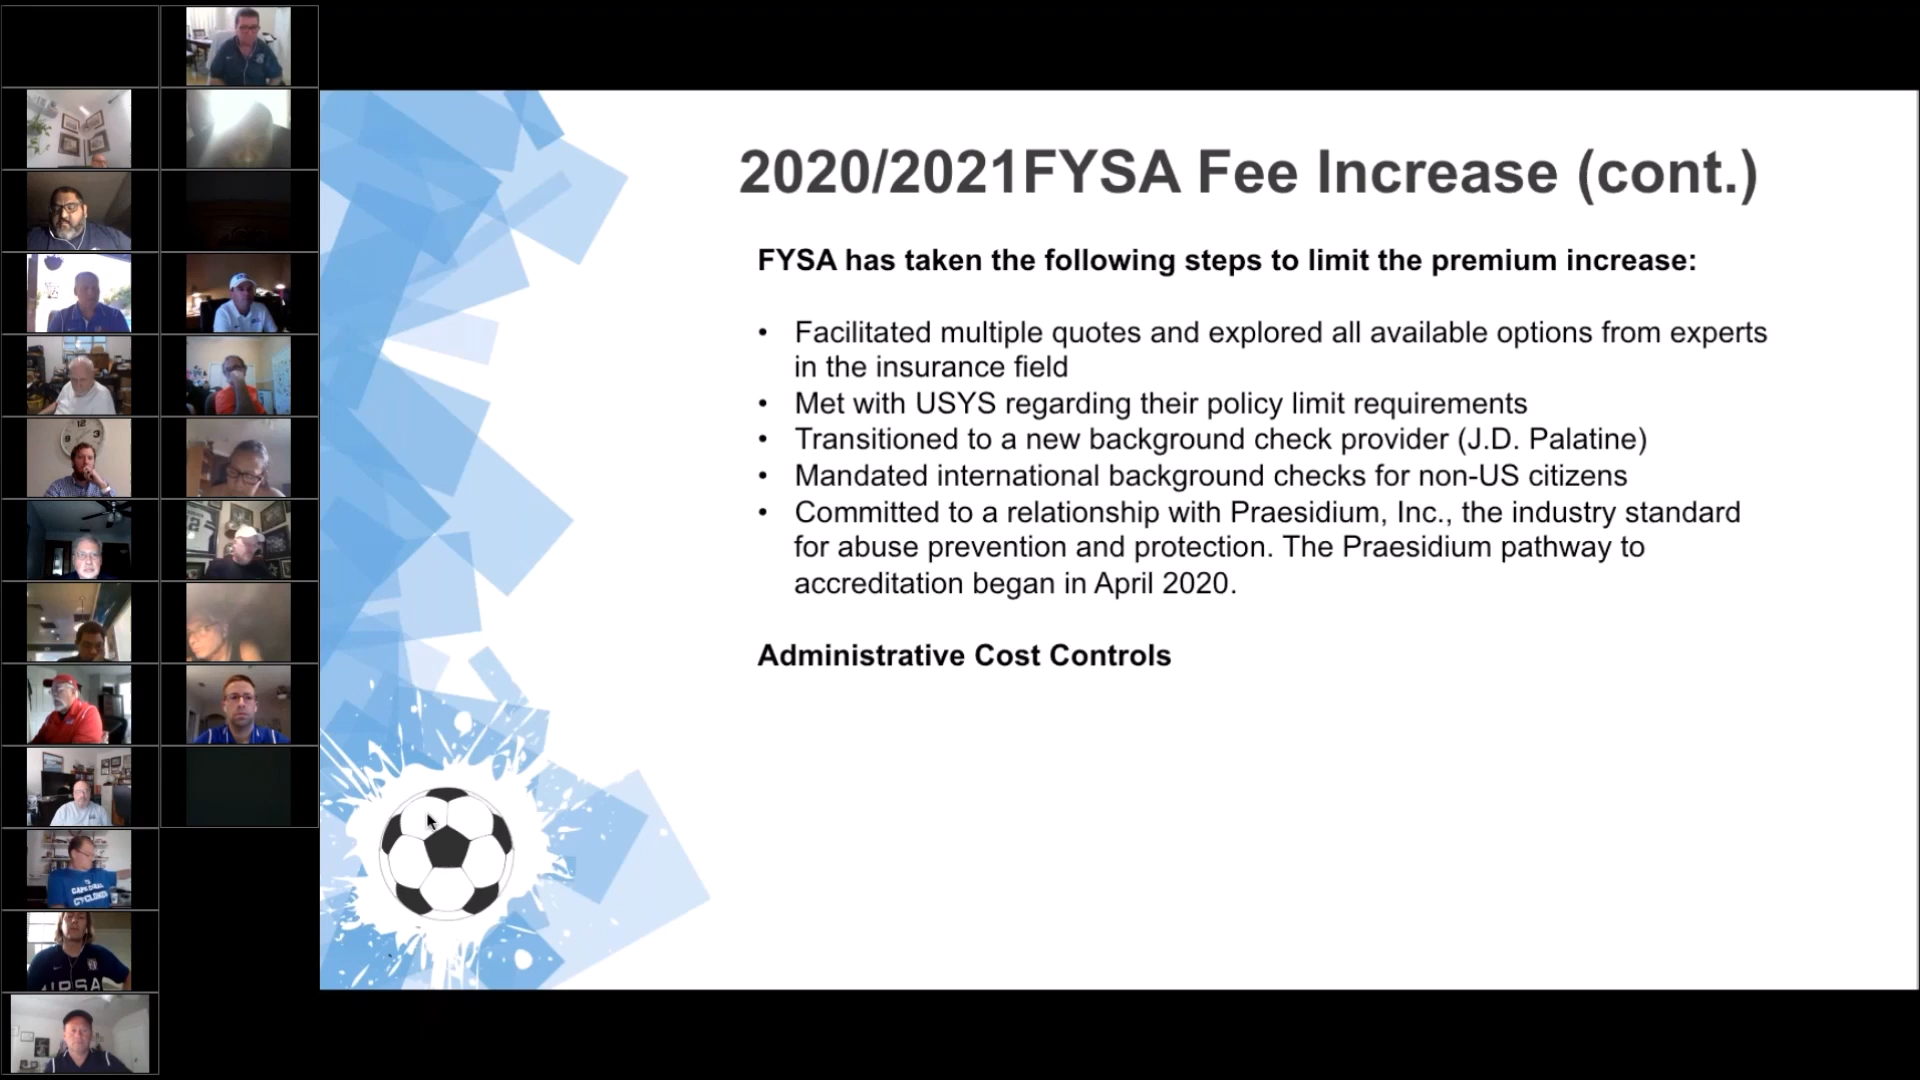 2020/2021FYSA Fee Increase (cont.)
FYSA has taken the following steps to limit the premium increase:
• Facilitated multiple quotes and explored all available options from experts
in the insurance field
• Met with USYS regarding their policy limit requirements
• Transitioned to a new background check provider (J.D. Palatine)
• Mandated international background checks for non-US citizens
• Committed to a relationship with Praesidium, Inc., the industry standard
for abuse prevention and protection. The Praesidium pathway to
accreditation began in April 2020.
Administrative Cost Controls
12
3
CYCLONES